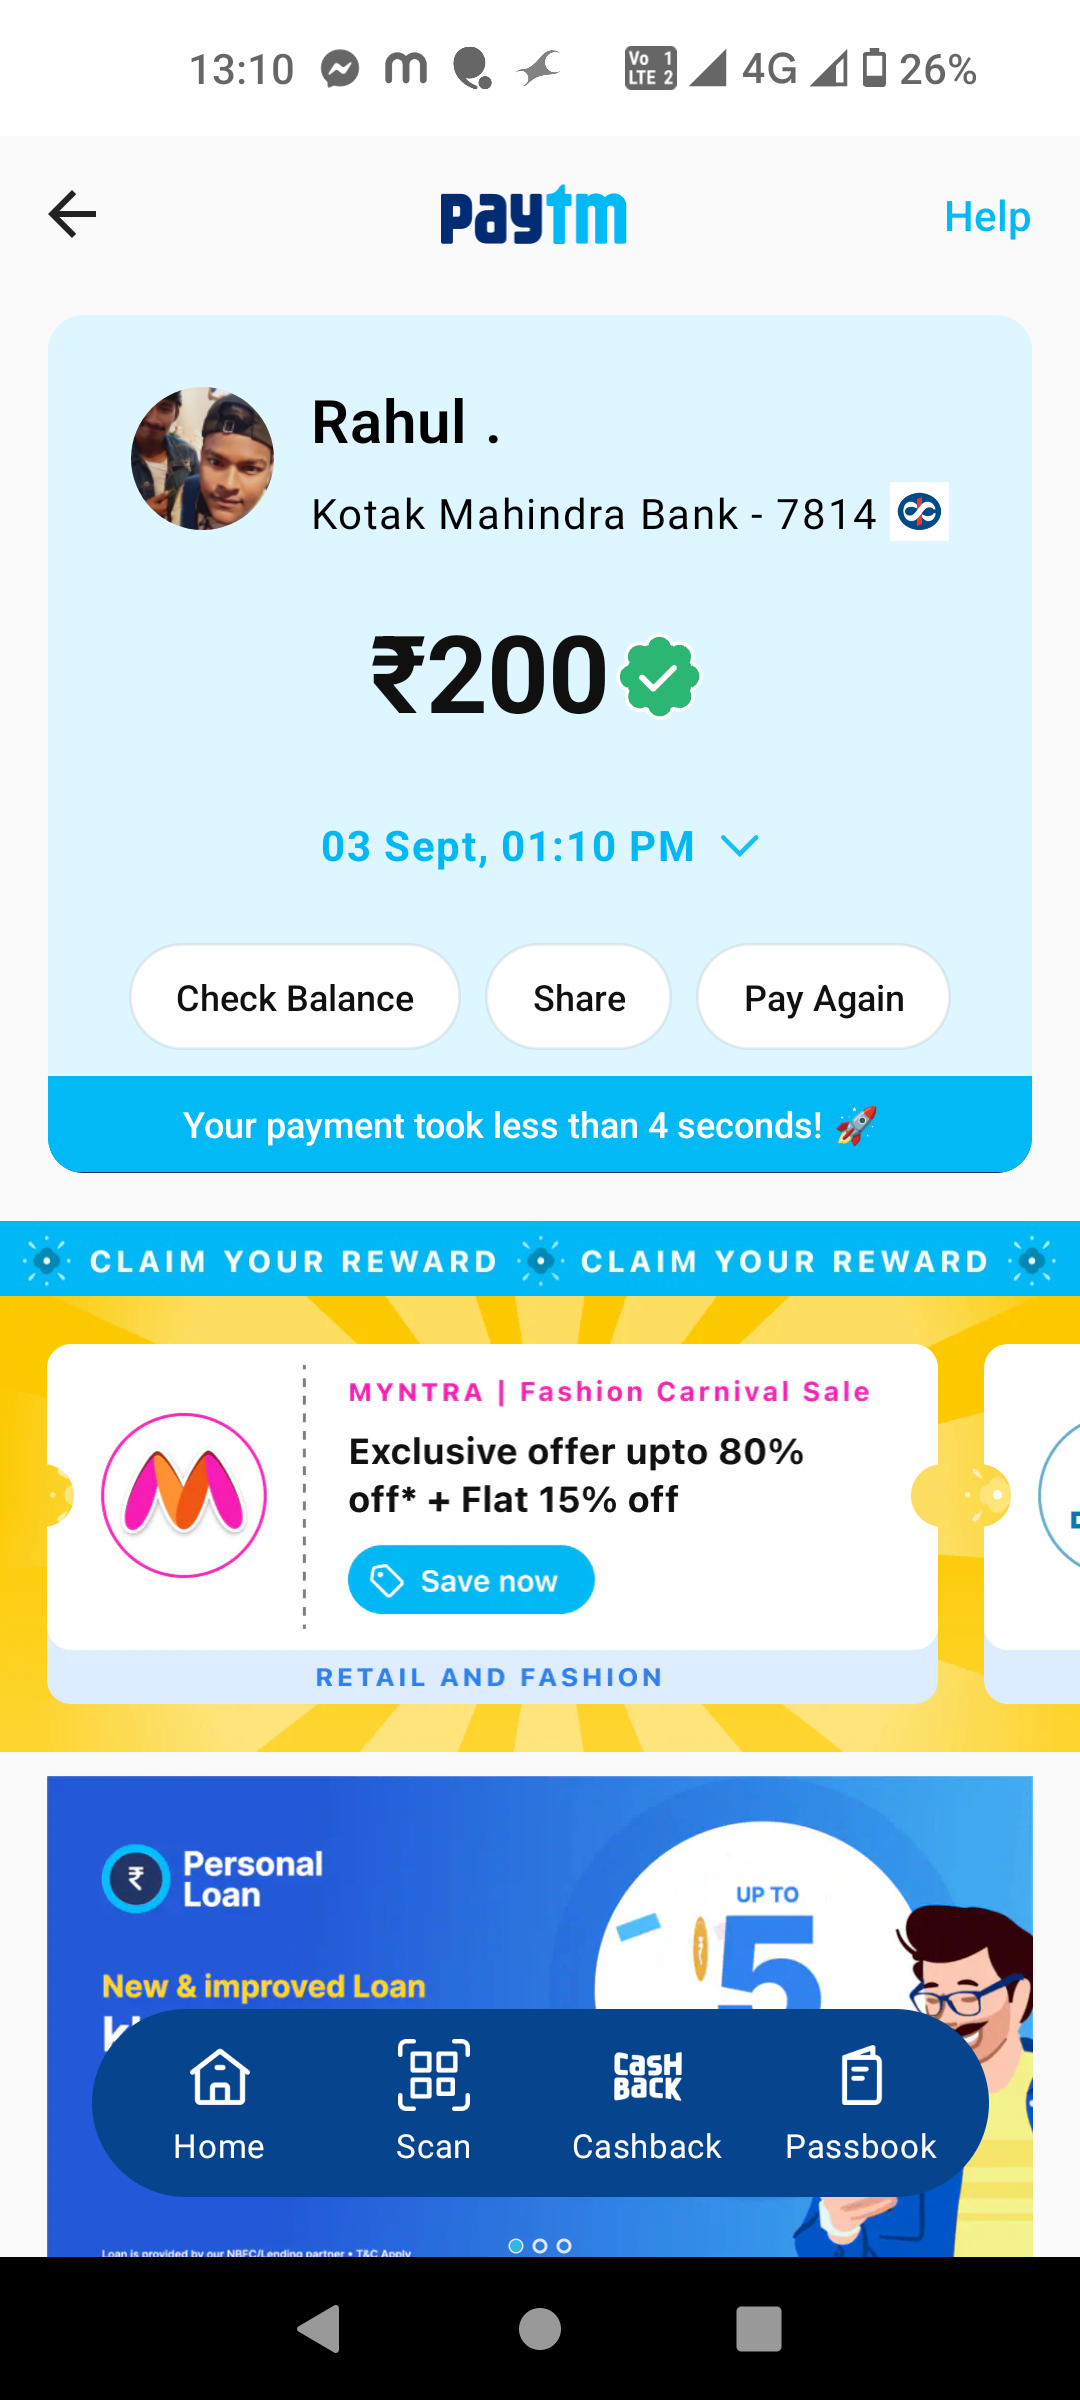 13:10 Vo 1 LTE 2 4G 26%
paytm
Help
Rahul .
Kotak Mahindra Bank - 7814
₹200
03 Sept, 01:10 PM
Check Balance
Share
Pay Again
Your payment took less than 4 seconds! 🚀
CLAIM YOUR REWARD CLAIM YOUR REWARD
MYNTRA | Fashion Carnival Sale
Exclusive offer upto 80%
off* + Flat 15% off
Save now
RETAIL AND FASHION
₹ Personal
Loan
UP TO
5
New & improved Loan
CASH
BACK
Home
Scan
Cashback
Passbook
Loan is provided by our NBFC/Lending partner • T&C Apply